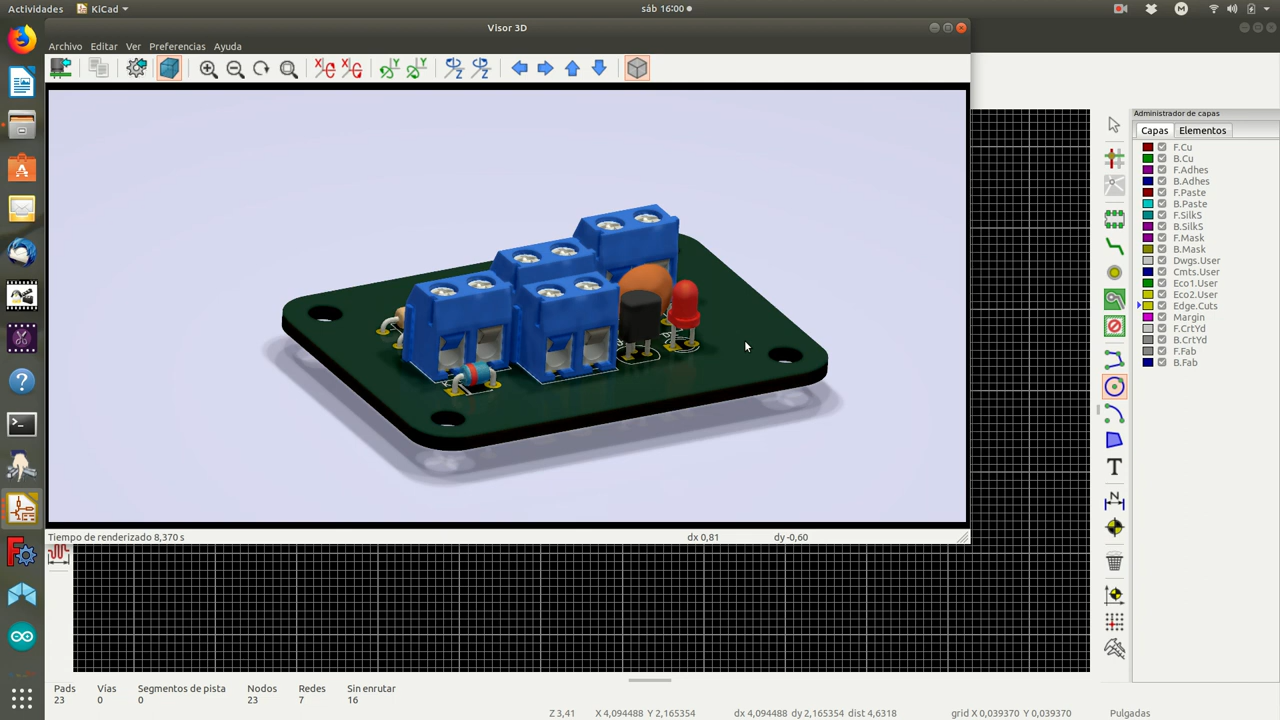 Actividades KiCad sáb 16:00
Visor 3D
Archivo Editar Ver Preferencias Ayuda
Administrador de capas
Capas Elementos
F.Cu
B.Cu
F.Adhes
B.Adhes
F.Paste
B.Paste
F.SilkS
B.SilkS
F.Mask
B.Mask
Dwgs.User
Cmts.User
Eco1.User
Eco2.User
Edge.Cuts
Margin
F.CrtYd
B.CrtYd
F.Fab
B.Fab
Tiempo de renderizado 8,370 s dx 0,81 dy -0,60
Pads Vías Segmentos de pista Nodos Redes Sin enrutar
23 0 0 23 7 16
Z 3,41 X 4,094488 Y 2,165354 dx 4,094488 dy 2,165354 dist 4,6318 grid X 0,039370 Y 0,039370 Pulgadas